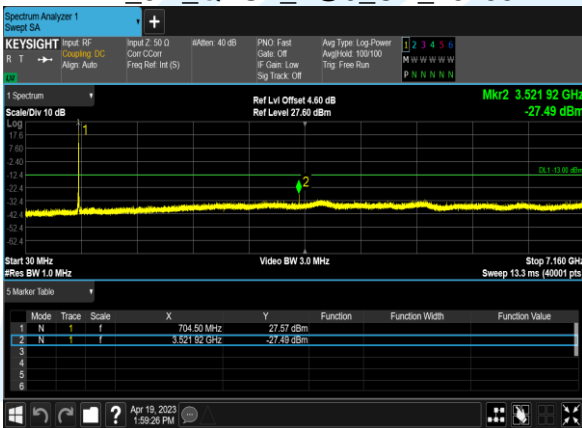 Spectrum Analyzer 1
Swept SA
+
KEYSIGHT
R T
LW
Input: RF
Coupling: DC
Align: Auto
Input Z: 50 Ω
Corr CCorr
Freq Ref: Int (S)
#Atten: 40 dB
PNO: Fast
Gate: Off
IF Gain: Low
Sig Track: Off
Avg Type: Log-Power
Avg|Hold: 100/100
Trig: Free Run
1 2 3 4 5 6
M W W W W W
P N N N N N
1 Spectrum
Scale/Div 10 dB
Ref Lvl Offset 4.60 dB
Ref Level 27.60 dBm
Mkr2 3.521 92 GHz
-27.49 dBm
Log
17.6
7.60
-2.40
-12.4
-22.4
-32.4
-42.4
-52.4
-62.4
1
2
DL1 -13.00 dBm
Start 30 MHz
#Res BW 1.0 MHz
Video BW 3.0 MHz
Stop 7.160 GHz
Sweep 13.3 ms (40001 pts)
5 Marker Table
Mode Trace Scale X Y Function Function Width Function Value
1 N 1 f 704.50 MHz 27.57 dBm
2 N 1 f 3.521 92 GHz -27.49 dBm
3
4
5
6
?
Apr 19, 2023
1:59:26 PM